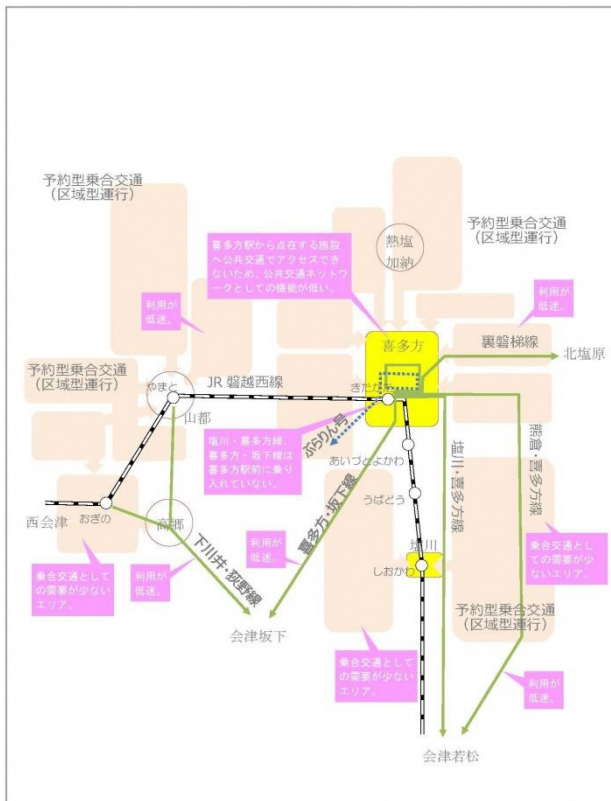 予約型乗合交通
（区域型運行）
予約型乗合交通
（区域型運行）
熱塩
加納
喜多方駅から点在する施設
へ公共交通でアクセスでき
ないため、公共交通ネットワ
ークとしての機能が低い。
利用が
低迷。
利用が
低迷。
喜多方
裏磐梯線
北塩原
予約型乗合交通
（区域型運行）
JR 磐越西線
やまと
山都
きたかた
ぶらりん号
塩川・喜多方線、
喜多方・坂下線は
喜多方駅前に乗り
入れていない。
あいづとよかわ
うばどう
塩川・喜多方線
熊倉・喜多方線
喜多方・坂下線
西会津
おぎの
高郷
下川井・荻野線
利用が
低迷。
塩川
しおかわ
乗合交通とし
ての需要が少
ないエリア。
乗合交通として
の需要が少ない
エリア。
利用が
低迷。
予約型乗合交通
（区域型運行）
会津坂下
乗合交通として
の需要が少ない
エリア。
利用が
低迷。
会津若松